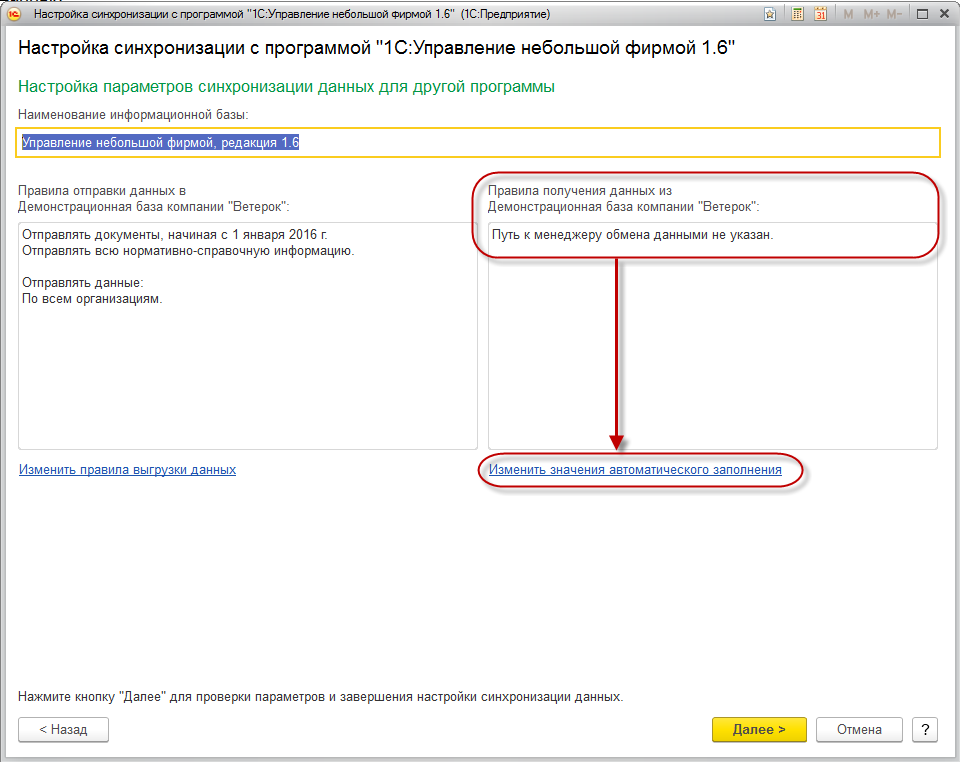 Настройка синхронизации с программой "1С:Управление небольшой фирмой 1.6" (1С:Предприятие)
31 M M+ M-
Настройка синхронизации с программой "1С:Управление небольшой фирмой 1.6"
Настройка параметров синхронизации данных для другой программы
Наименование информационной базы:
Управление небольшой фирмой, редакция 1.6
Правила отправки данных в
Демонстрационная база компании "Ветерок":
Отправлять документы, начиная с 1 января 2016 г.
Отправлять всю нормативно-справочную информацию.
Отправлять данные:
По всем организациям.
Изменить правила выгрузки данных
Правила получения данных из
Демонстрационная база компании "Ветерок":
Путь к менеджеру обмена данными не указан.
Изменить значения автоматического заполнения
Нажмите кнопку "Далее" для проверки параметров и завершения настройки синхронизации данных.
< Назад
Далее >
Отмена
?